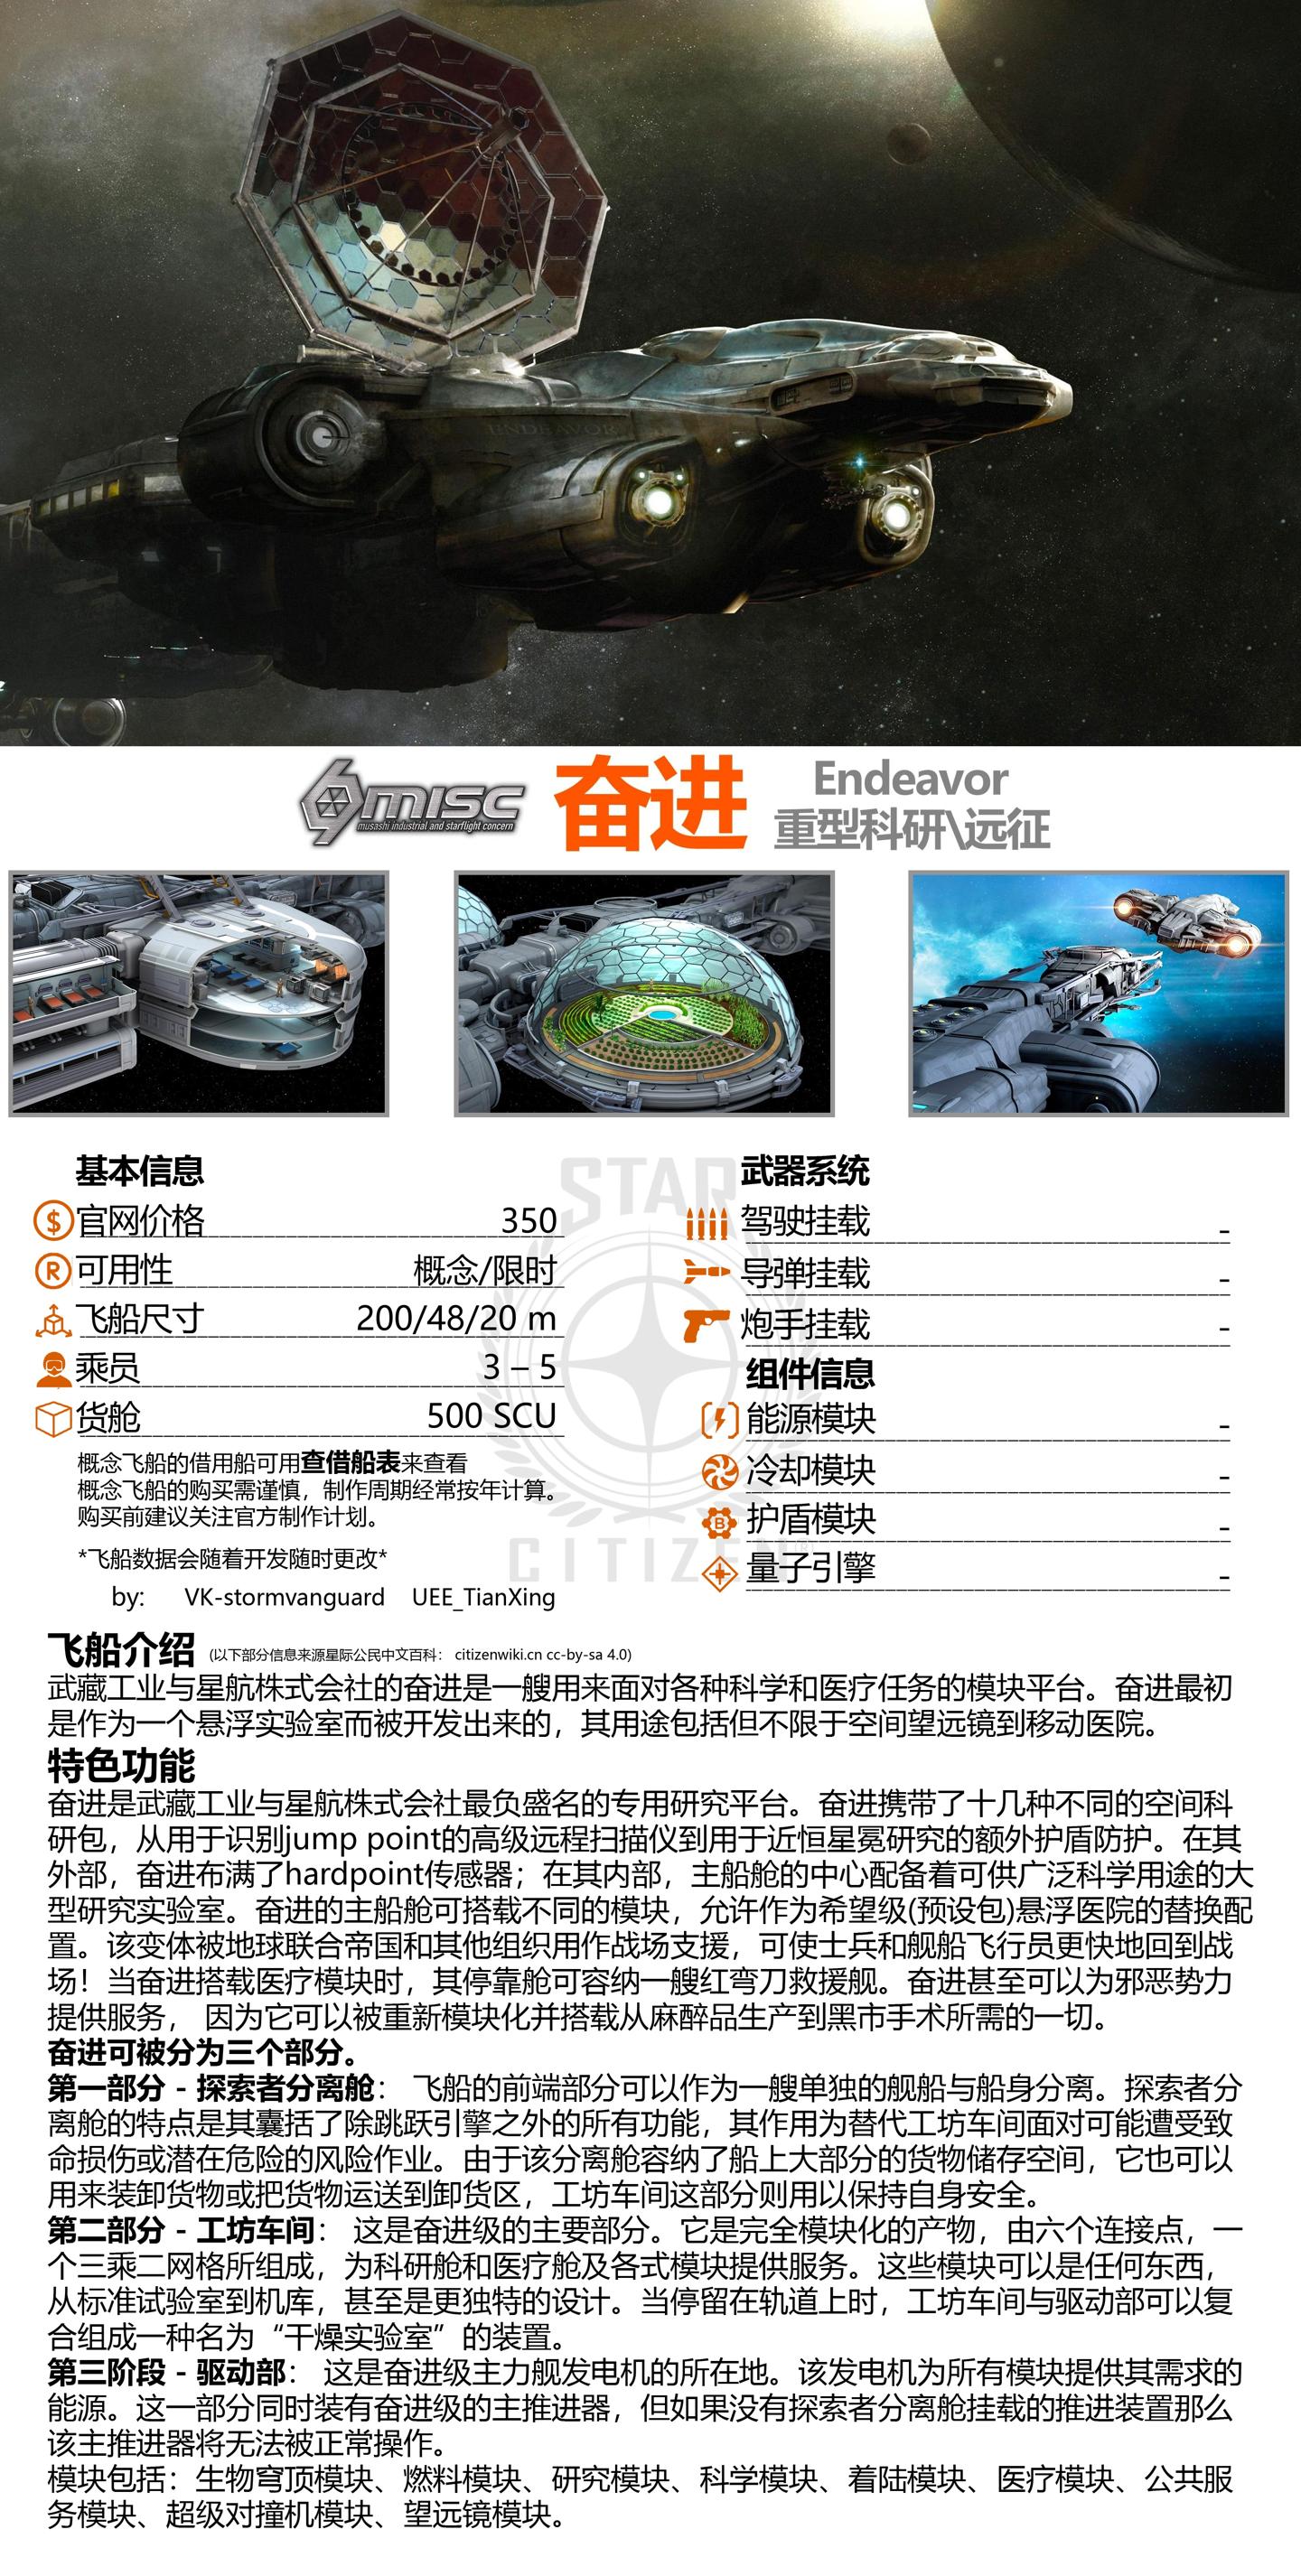 ENDEAVOR
misc
musashi industrial and starflight concern
奋进
Endeavor
重型科研\远征
基本信息
官网价格 350
可用性 概念/限时
飞船尺寸 200/48/20 m
乘员 3 – 5
货舱 500 SCU
概念飞船的借用船可用查借船表来查看
概念飞船的购买需谨慎，制作周期经常按年计算。
购买前建议关注官方制作计划。
*飞船数据会随着开发随时更改*
by: VK-stormvanguard UEE_TianXing
STAR
CITIZEN
武器系统
驾驶挂载 -
导弹挂载 -
炮手挂载 -
组件信息
能源模块 -
冷却模块 -
护盾模块 -
量子引擎 -
飞船介绍 (以下部分信息来源星际公民中文百科： citizenwiki.cn cc-by-sa 4.0)
武藏工业与星航株式会社的奋进是一艘用来面对各种科学和医疗任务的模块平台。奋进最初
是作为一个悬浮实验室而被开发出来的，其用途包括但不限于空间望远镜到移动医院。
特色功能
奋进是武藏工业与星航株式会社最负盛名的专用研究平台。奋进携带了十几种不同的空间科
研包，从用于识别jump point的高级远程扫描仪到用于近恒星冕研究的额外护盾防护。在其
外部，奋进布满了hardpoint传感器；在其内部，主船舱的中心配备着可供广泛科学用途的大
型研究实验室。奋进的主船舱可搭载不同的模块，允许作为希望级(预设包)悬浮医院的替换配
置。该变体被地球联合帝国和其他组织用作战场支援，可使士兵和舰船飞行员更快地回到战
场！当奋进搭载医疗模块时，其停靠舱可容纳一艘红弯刀救援舰。奋进甚至可以为邪恶势力
提供服务， 因为它可以被重新模块化并搭载从麻醉品生产到黑市手术所需的一切。
奋进可被分为三个部分。
第一部分 - 探索者分离舱： 飞船的前端部分可以作为一艘单独的舰船与船身分离。探索者分
离舱的特点是其囊括了除跳跃引擎之外的所有功能，其作用为替代工坊车间面对可能遭受致
命损伤或潜在危险的风险作业。由于该分离舱容纳了船上大部分的货物储存空间，它也可以
用来装卸货物或把货物运送到卸货区，工坊车间这部分则用以保持自身安全。
第二部分 - 工坊车间： 这是奋进级的主要部分。它是完全模块化的产物，由六个连接点，一
个三乘二网格所组成，为科研舱和医疗舱及各式模块提供服务。这些模块可以是任何东西，
从标准试验室到机库，甚至是更独特的设计。当停留在轨道上时，工坊车间与驱动部可以复
合组成一种名为“干燥实验室”的装置。
第三阶段 - 驱动部： 这是奋进级主力舰发电机的所在地。该发电机为所有模块提供其需求的
能源。这一部分同时装有奋进级的主推进器，但如果没有探索者分离舱挂载的推进装置那么
该主推进器将无法被正常操作。
模块包括：生物穹顶模块、燃料模块、研究模块、科学模块、着陆模块、医疗模块、公共服
务模块、超级对撞机模块、望远镜模块。